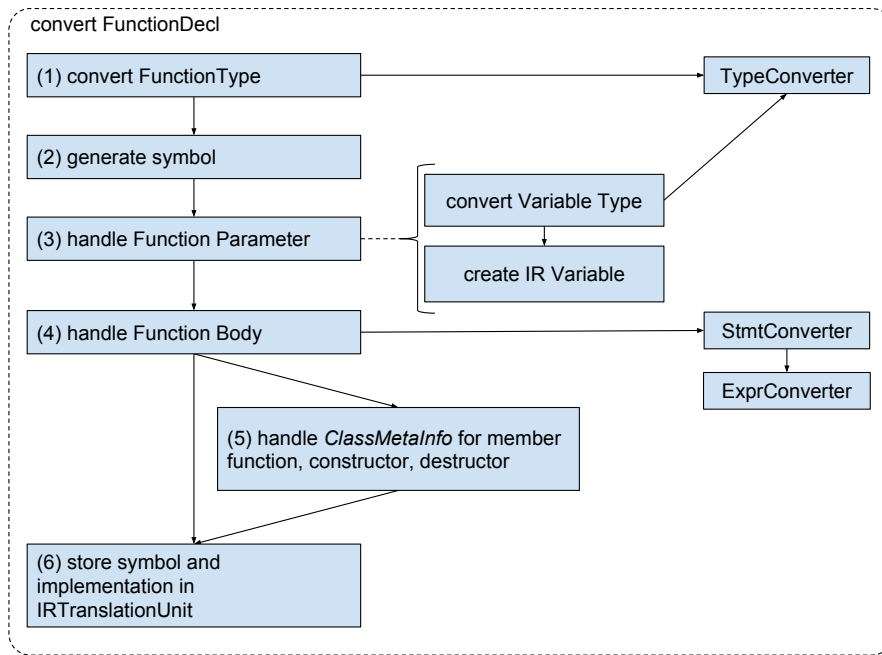 convert FunctionDecl
(1) convert FunctionType
TypeConverter
(2) generate symbol
convert Variable Type
(3) handle Function Parameter
create IR Variable
(4) handle Function Body
StmtConverter
ExprConverter
(5) handle ClassMetaInfo for member
function, constructor, destructor
(6) store symbol and
implementation in
IRTranslationUnit